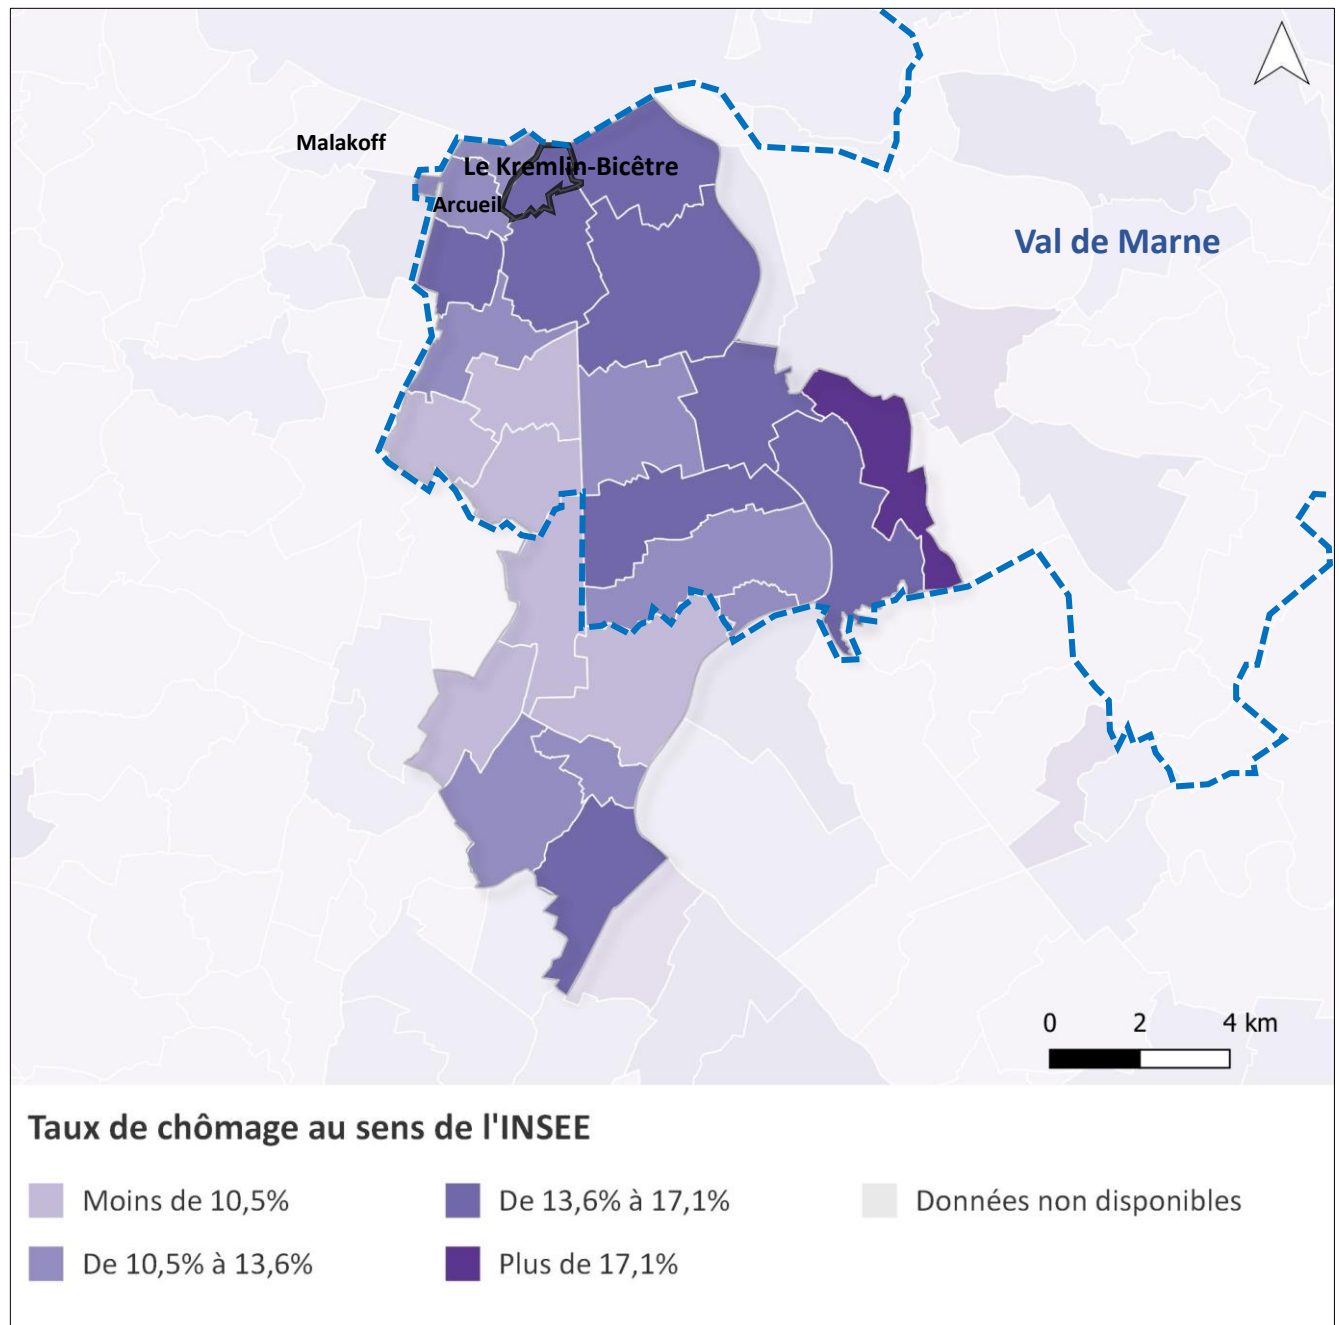 Malakoff
Le Kremlin-Bicêtre
Arcueil
Val de Marne
0 2 4 km
Taux de chômage au sens de l'INSEE
Moins de 10,5%
De 13,6% à 17,1%
Données non disponibles
De 10,5% à 13,6%
Plus de 17,1%